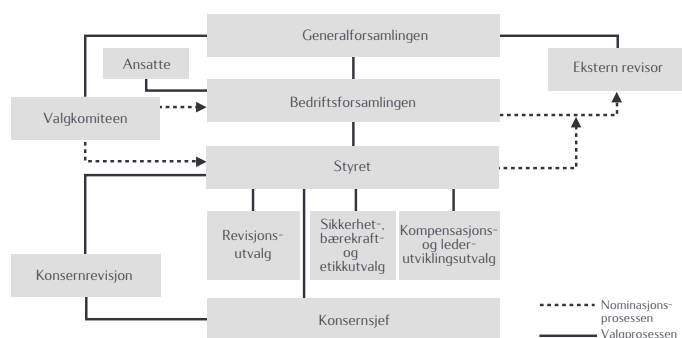 Generalforsamlingen
Ansatte
Ekstern revisor
Bedriftsforsamlingen
Valgkomiteen
Styret
Revisjons-
utvalg
Sikkerhet-,
bærekraft-
og
etikkutvalg
Kompensasjons-
og leder-
utviklingsutvalg
Konsernrevisjon
Konsernsjef
Nominasjons-
prosessen
Valgprosessen